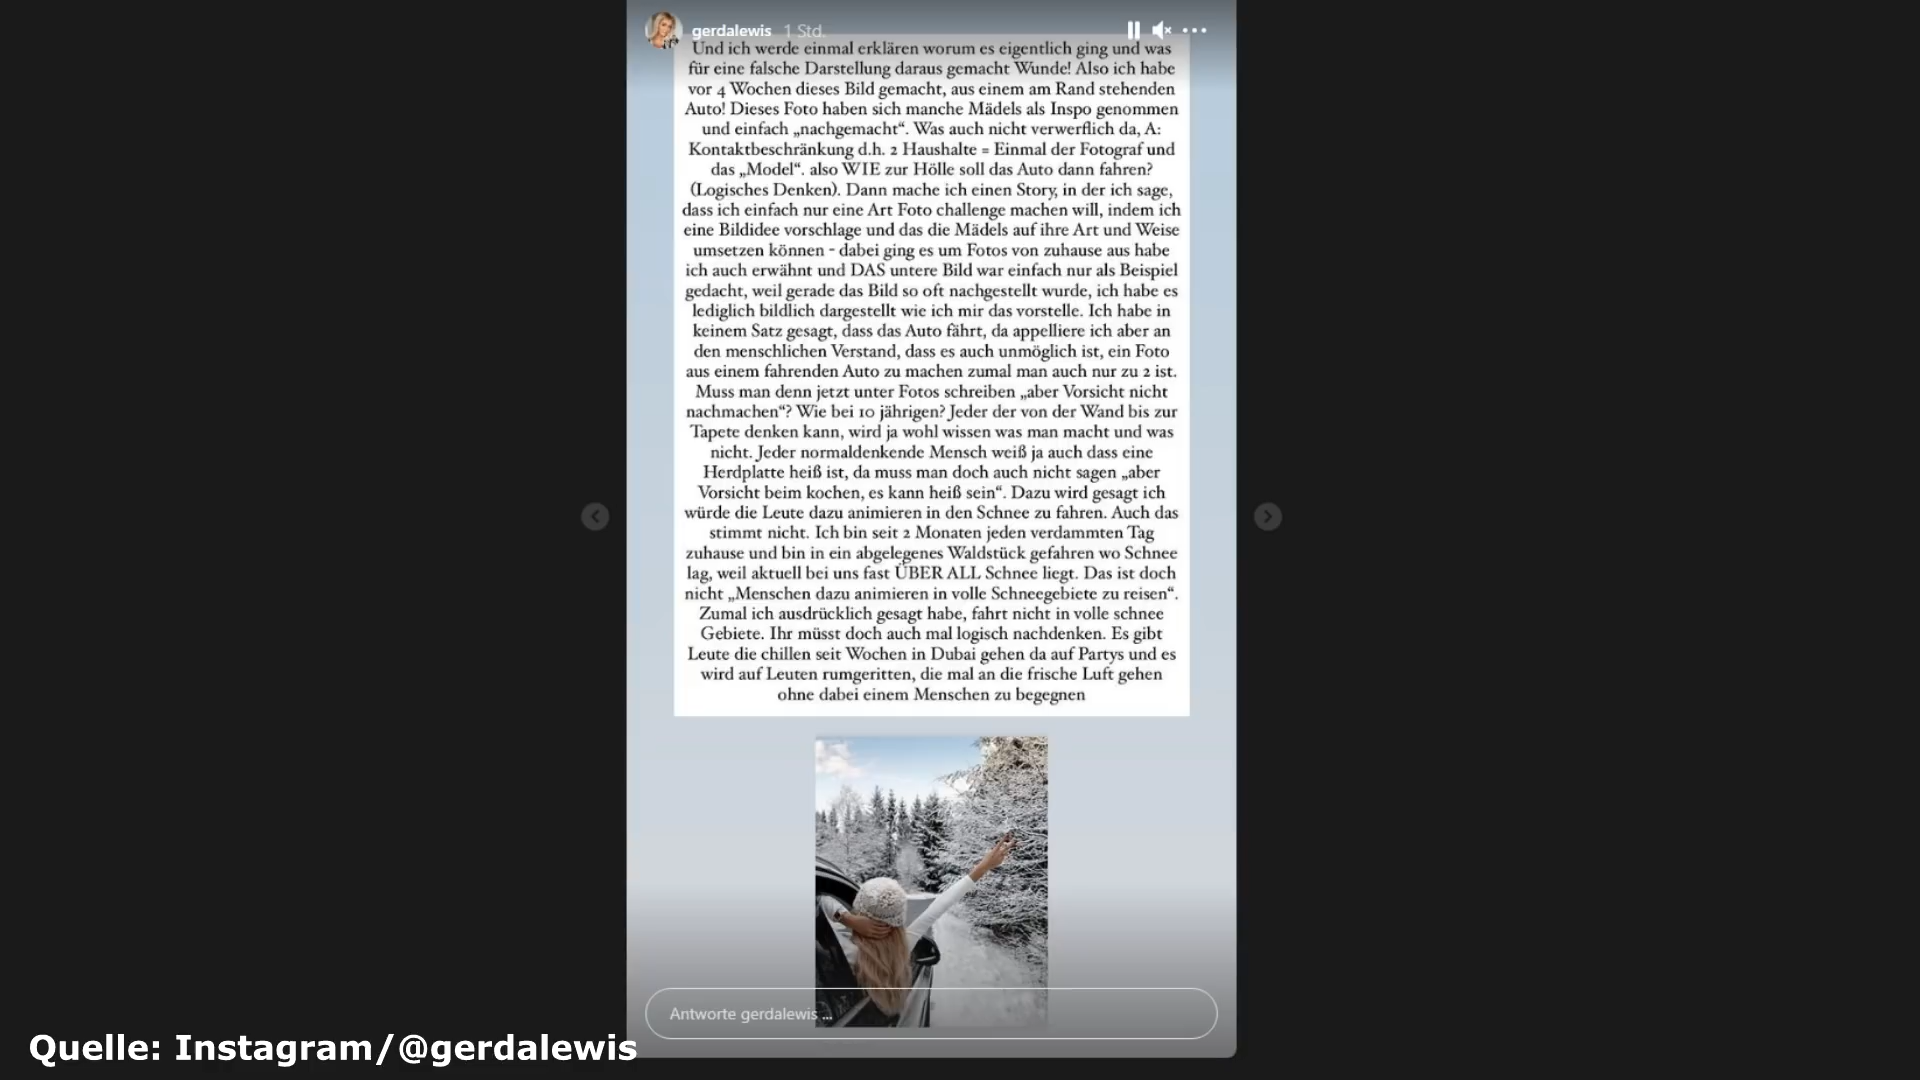 gerdalewis 1 Std.
Und ich werde einmal erklären worum es eigentlich ging und was
für eine falsche Darstellung daraus gemacht Wunde! Also ich habe
vor 4 Wochen dieses Bild gemacht, aus einem am Rand stehenden
Auto! Dieses Foto haben sich manche Mädels als Inspo genommen
und einfach „nachgemacht“. Was auch nicht verwerflich da, A:
Kontaktbeschränkung d.h. 2 Haushalte = Einmal der Fotograf und
das „Model“. also WIE zur Hölle soll das Auto dann fahren?
(Logisches Denken). Dann mache ich einen Story, in der ich sage,
dass ich einfach nur eine Art Foto challenge machen will, indem ich
eine Bildidee vorschlage und das die Mädels auf ihre Art und Weise
umsetzen können - dabei ging es um Fotos von zuhause aus habe
ich auch erwähnt und DAS untere Bild war einfach nur als Beispiel
gedacht, weil gerade das Bild so oft nachgestellt wurde, ich habe es
lediglich bildlich dargestellt wie ich mir das vorstelle. Ich habe in
keinem Satz gesagt, dass das Auto fährt, da appelliere ich aber an
den menschlichen Verstand, dass es auch unmöglich ist, ein Foto
aus einem fahrenden Auto zu machen zumal man auch nur zu 2 ist.
Muss man denn jetzt unter Fotos schreiben „aber Vorsicht nicht
nachmachen“? Wie bei 10 jährigen? Jeder der von der Wand bis zur
Tapete denken kann, wird ja wohl wissen was man macht und was
nicht. Jeder normaldenkende Mensch weiß ja auch dass eine
Herdplatte heiß ist, da muss man doch auch nicht sagen „aber
Vorsicht beim kochen, es kann heiß sein“. Dazu wird gesagt ich
würde die Leute dazu animieren in den Schnee zu fahren. Auch das
stimmt nicht. Ich bin seit 2 Monaten jeden verdammten Tag
zuhause und bin in ein abgelegenes Waldstück gefahren wo Schnee
lag, weil aktuell bei uns fast ÜBER ALL Schnee liegt. Das ist doch
nicht „Menschen dazu animieren in volle Schneegebiete zu reisen“.
Zumal ich ausdrücklich gesagt habe, fahrt nicht in volle schnee
Gebiete. Ihr müsst doch auch mal logisch nachdenken. Es gibt
Leute die chillen seit Wochen in Dubai gehen da auf Partys und es
wird auf Leuten rumgeritten, die mal an die frische Luft gehen
ohne dabei einem Menschen zu begegnen
Antworte gerdalewis ...
Quelle: Instagram/@gerdalewis